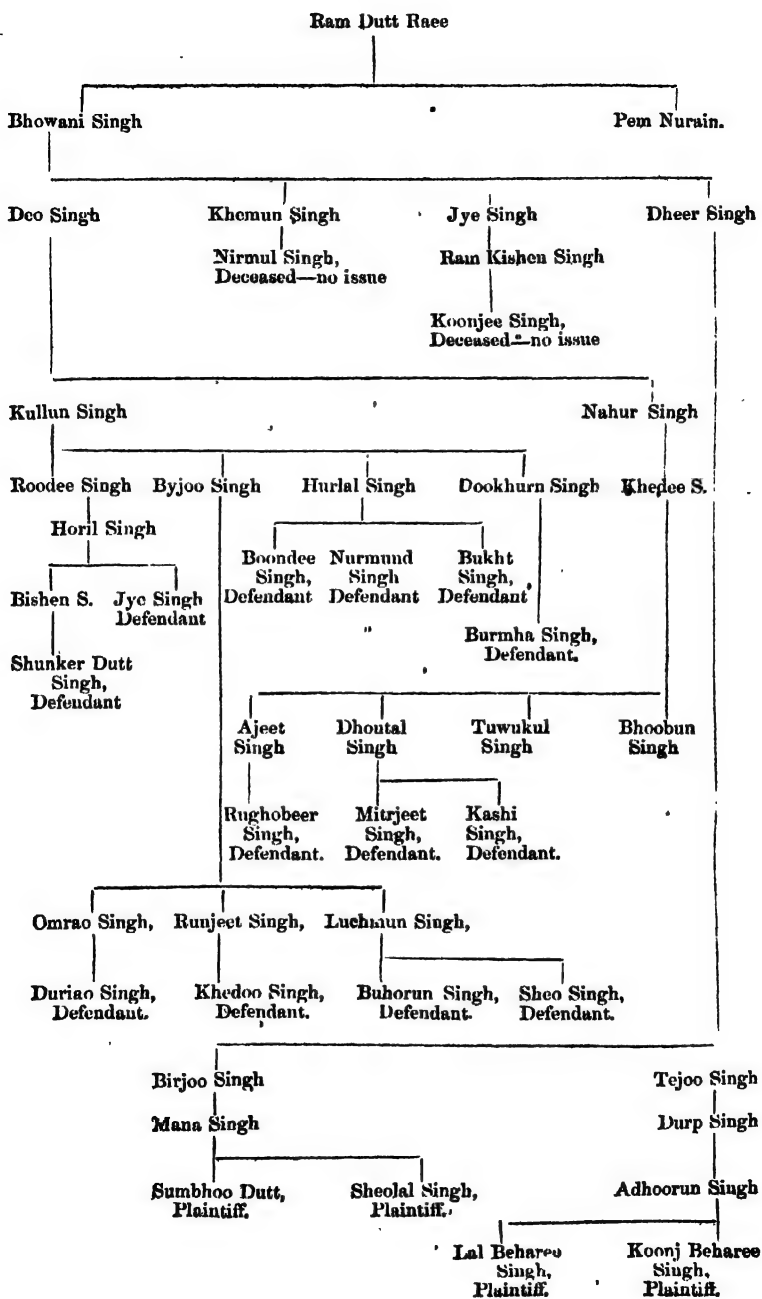 Ram Dutt Raee
Bhowani Singh Pem Nurain.
Deo Singh Khemun Singh Jye Singh Dheer Singh
Nirmul Singh,
Deceased—no issue
Ram Kishen Singh
Koonjee Singh,
Deceased—no issue
Kullun Singh Nahur Singh
Roodee Singh Byjoo Singh Hurlal Singh Dookhurn Singh Khedee S.
Horil Singh
Boondee
Singh,
Defendant
Nurmund
Singh
Defendant
Bukht
Singh,
Defendant
Bishen S. Jye Singh
Defendant
Burmha Singh,
Defendant.
Shunker Dutt
Singh,
Defendant
Ajeet
Singh
Dhoutal
Singh
Tuwukul
Singh
Bhoobun
Singh
Rughobeer
Singh,
Defendant.
Mitrjeet
Singh,
Defendant.
Kashi
Singh,
Defendant.
Omrao Singh, Runjeet Singh, Luchmun Singh,
Duriao Singh,
Defendant.
Khedoo Singh,
Defendant.
Buhorun Singh,
Defendant.
Sheo Singh,
Defendant.
Birjoo Singh Tejoo Singh
Mana Singh Durp Singh
Sumbhoo Dutt,
Plaintiff.
Sheolal Singh,
Plaintiff.
Adhoorun Singh
Lal Beharee
Singh,
Plaintiff.
Koonj Beharee
Singh,
Plaintiff.